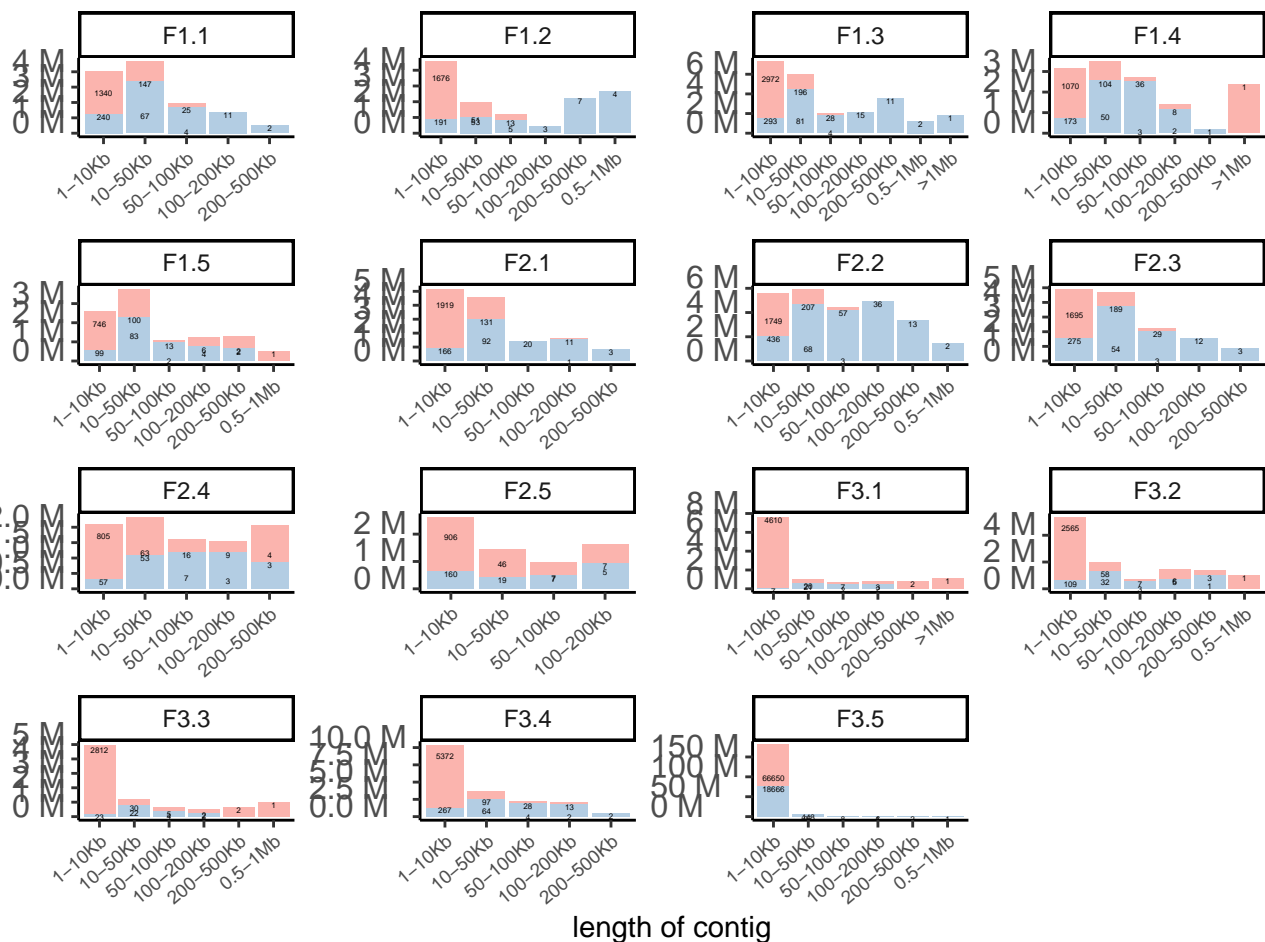 F1.1 F1.2 F1.3 F1.4
4 M 3 M 2 M 1 M 0 M
1340 147 25 11 2
240 67 4
1–10Kb 10–50Kb 50–100Kb 100–200Kb 200–500Kb
4 M 3 M 2 M 1 M 0 M
1676 13 3 7 4
191 53 5
1–10Kb 10–50Kb 50–100Kb 100–200Kb 200–500Kb 0.5–1Mb
6 M 4 M 2 M 0 M
2972 196 28 15 11 2 1
293 81 4
1–10Kb 10–50Kb 50–100Kb 100–200Kb 200–500Kb 0.5–1Mb >1Mb
3 M 2 M 1 M 0 M
1070 104 36 8 1 1
173 50 3 2
1–10Kb 10–50Kb 50–100Kb 100–200Kb 200–500Kb >1Mb
F1.5 F2.1 F2.2 F2.3
3 M 2 M 1 M 0 M
746 100 13 1
99 83 2 4
1–10Kb 10–50Kb 50–100Kb 100–200Kb 200–500Kb 0.5–1Mb
5 M 4 M 3 M 2 M 1 M 0 M
1919 131 20 11 3
166 92 1
1–10Kb 10–50Kb 50–100Kb 100–200Kb 200–500Kb
6 M 4 M 2 M 0 M
1749 207 57 36 13 2
436 68 3
1–10Kb 10–50Kb 50–100Kb 100–200Kb 200–500Kb 0.5–1Mb
5 M 4 M 3 M 2 M 1 M 0 M
1695 189 29 12 3
275 54 3
1–10Kb 10–50Kb 50–100Kb 100–200Kb 200–500Kb
F2.4 F2.5 F3.1 F3.2
805 63 16 9 4
57 53 7 3 3
1–10Kb 10–50Kb 50–100Kb 100–200Kb 200–500Kb
2 M 1 M 0 M
906 46 7
160 19 5
1–10Kb 10–50Kb 50–100Kb 100–200Kb
8 M 6 M 4 M 2 M 0 M
4610 2 1
1–10Kb 10–50Kb 50–100Kb 100–200Kb 200–500Kb >1Mb
4 M 2 M 0 M
2565 58 7 3 1
109 32 1
1–10Kb 10–50Kb 50–100Kb 100–200Kb 200–500Kb 0.5–1Mb
F3.3 F3.4 F3.5
5 M 4 M 3 M 2 M 1 M 0 M
2812 30 2 1
23 22
1–10Kb 10–50Kb 50–100Kb 100–200Kb 200–500Kb 0.5–1Mb
10.0 M 7.5 M 5.0 M 2.5 M 0.0 M
5372 97 28 13 2
267 64 4 2
1–10Kb 10–50Kb 50–100Kb 100–200Kb 200–500Kb
150 M 100 M 50 M 0 M
66650
18666
1–10Kb 10–50Kb 50–100Kb 100–200Kb 200–500Kb 0.5–1Mb
length of contig